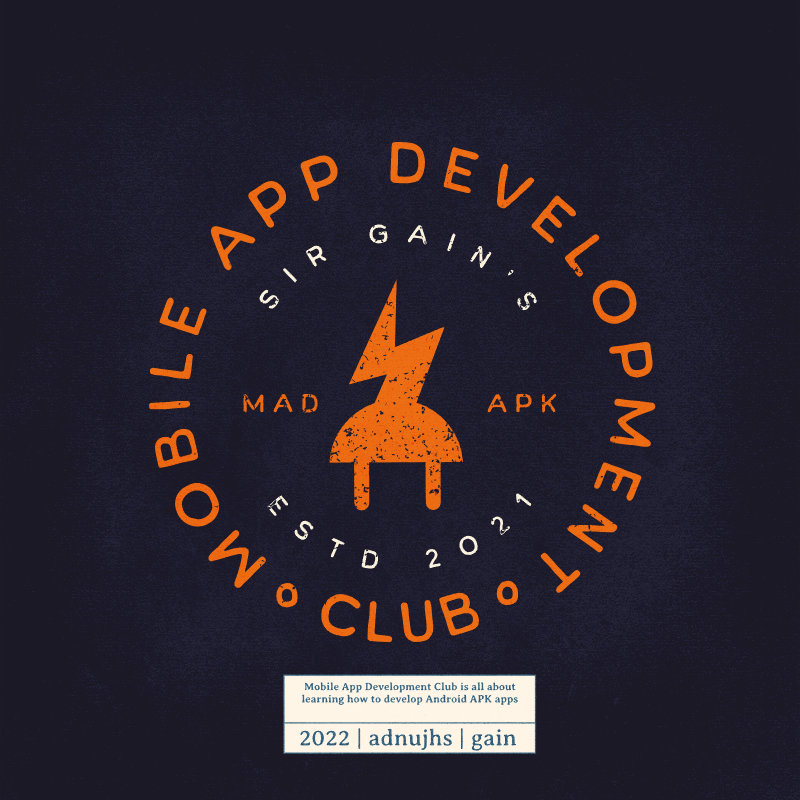 MOBILE APP DEVELOPMENT
SIR GAIN'S
MAD APK
ESTD 2021
o CLUB o
Mobile App Development Club is all about
learning how to develop Android APK apps
2022 | adnujhs | gain